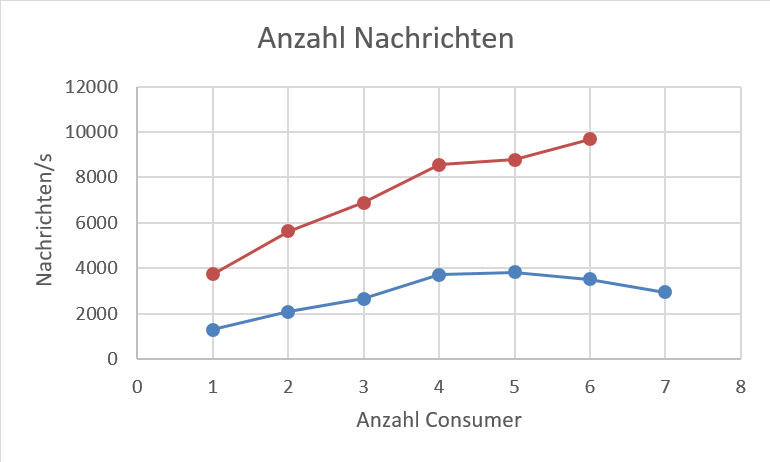 Anzahl Nachrichten
Nachrichten/s
12000
10000
8000
6000
4000
2000
0
0 1 2 3 4 5 6 7 8
Anzahl Consumer